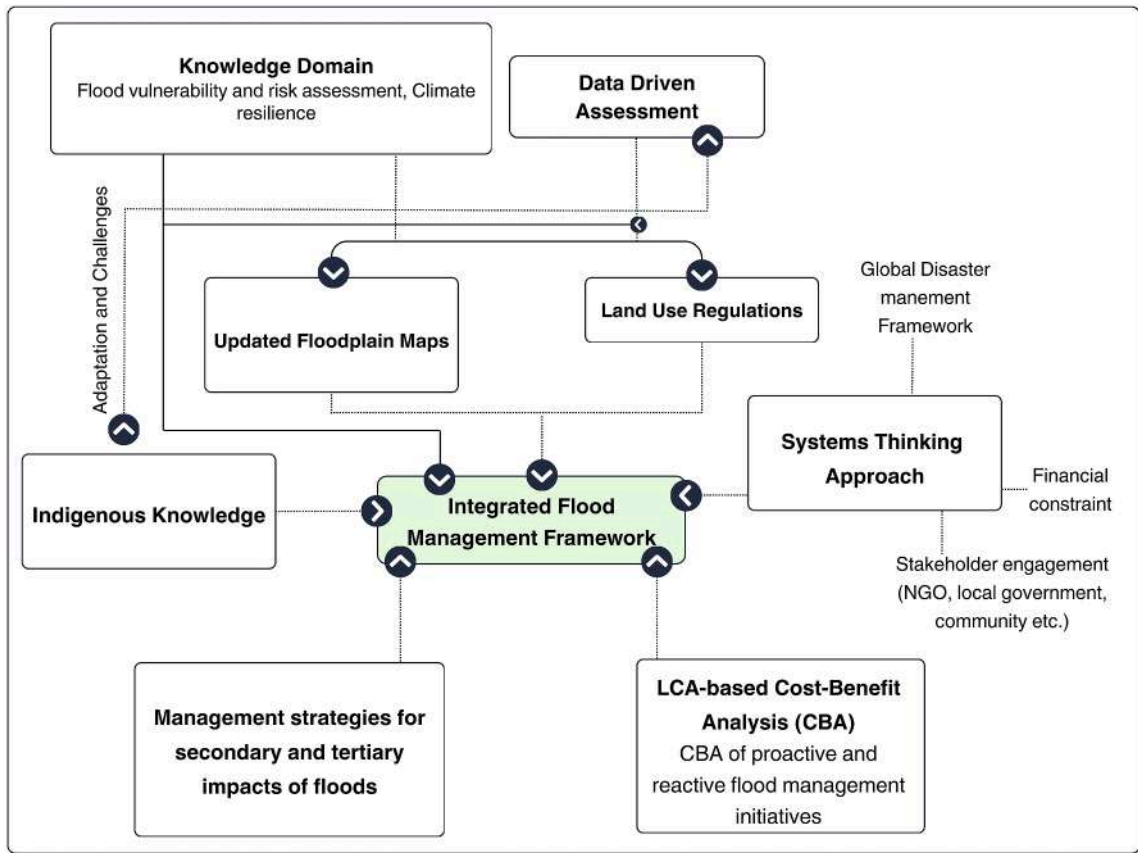 Knowledge Domain
Flood vulnerability and risk assessment, Climate
resilience
Data Driven
Assessment
Adaptation and Challenges
Updated Floodplain Maps
Land Use Regulations
Global Disaster
manement
Framework
Systems Thinking
Approach
Financial
constraint
Indigenous Knowledge
Integrated Flood
Management Framework
Stakeholder engagement
(NGO, local government,
community etc.)
Management strategies for
secondary and tertiary
impacts of floods
LCA-based Cost-Benefit
Analysis (CBA)
CBA of proactive and
reactive flood management
initiatives